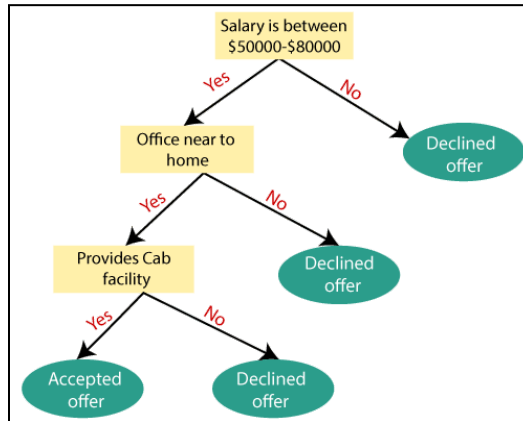 Salary is between
$50000-$80000
Yes
No
Office near to
home
Declined
offer
Yes
No
Provides Cab
facility
Declined
offer
Yes
No
Accepted
offer
Declined
offer